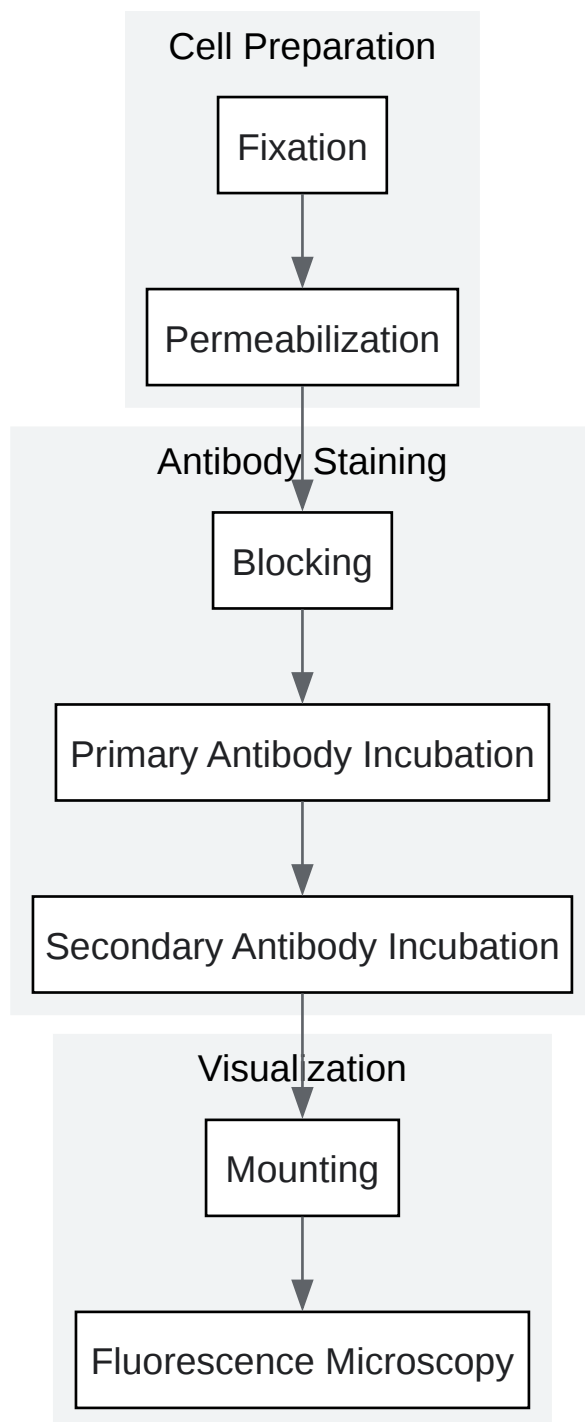 Cell Preparation
Fixation
Permeabilization
Antibody Staining
Blocking
Primary Antibody Incubation
Secondary Antibody Incubation
Visualization
Mounting
Fluorescence Microscopy